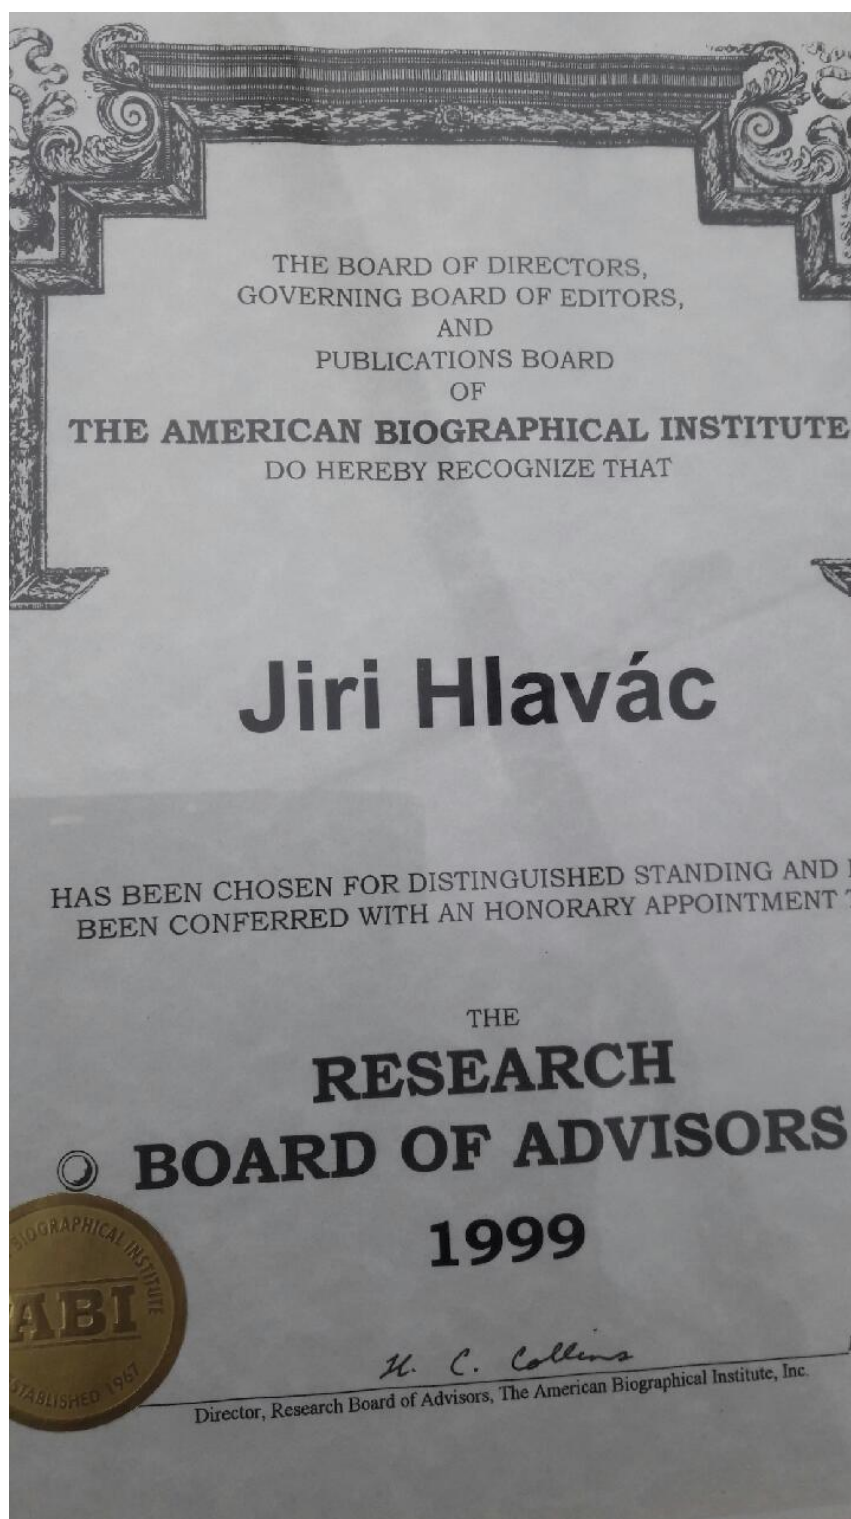 THE BOARD OF DIRECTORS,
GOVERNING BOARD OF EDITORS,
AND
PUBLICATIONS BOARD
OF
THE AMERICAN BIOGRAPHICAL INSTITUTE
DO HEREBY RECOGNIZE THAT
Jiri Hlavác
HAS BEEN CHOSEN FOR DISTINGUISHED STANDING AND
BEEN CONFERRED WITH AN HONORARY APPOINTMENT
THE
RESEARCH
BOARD OF ADVISORS
1999
BIOGRAPHICAL INSTITUTE
ABI
ESTABLISHED 1967
H. C. Collins
Director, Research Board of Advisors, The American Biographical Institute, Inc.